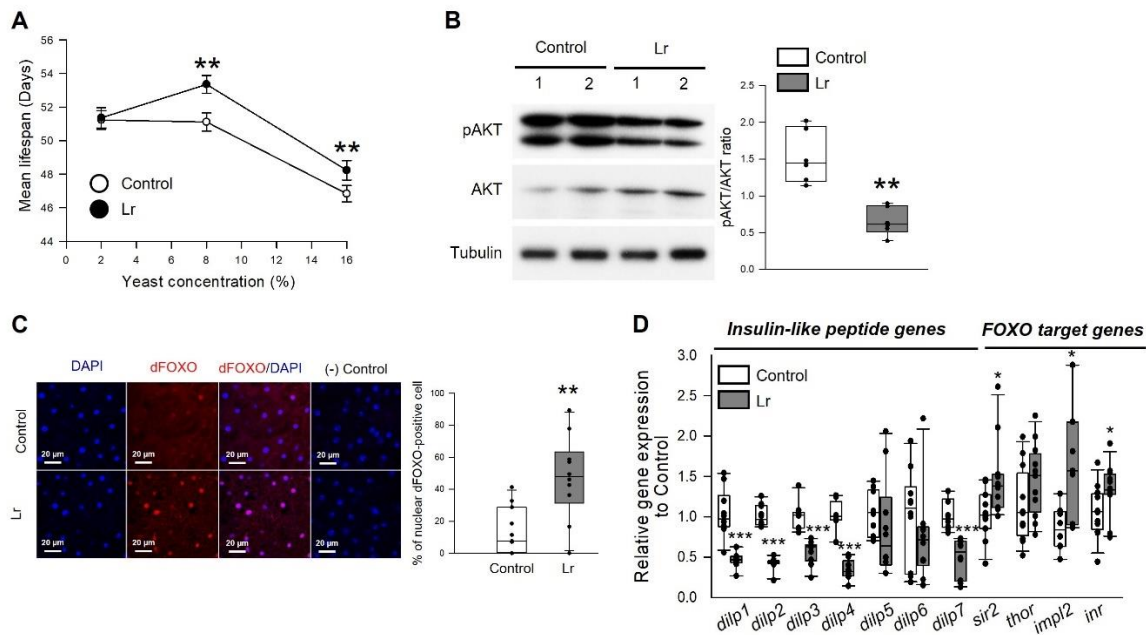 A
56
54
52
50
48
46
44
Mean lifespan (Days)
**
**
Control
Lr
0 2 4 6 8 10 12 14 16
Yeast concentration (%)
B
Control Lr
1 2 1 2
pAKT
AKT
Tubulin
Control
Lr
2.5
2.0
1.5
1.0
0.5
0.0
pAKT/AKT ratio
**
C
DAPI dFOXO dFOXO/DAPI (-) Control
Control
20 μm 20 μm 20 μm 20 μm
Lr
20 μm 20 μm 20 μm 20 μm
100
80
60
40
20
0
% of nuclear dFOXO-positive cell
**
Control Lr
D
Insulin-like peptide genes FOXO target genes
3.0
2.5
2.0
1.5
1.0
0.5
0.0
Relative gene expression
to Control
Control
Lr
*** *** *** *** *** * * *
dilp1 dilp2 dilp3 dilp4 dilp5 dilp6 dilp7 sir2 thor impl2 inr